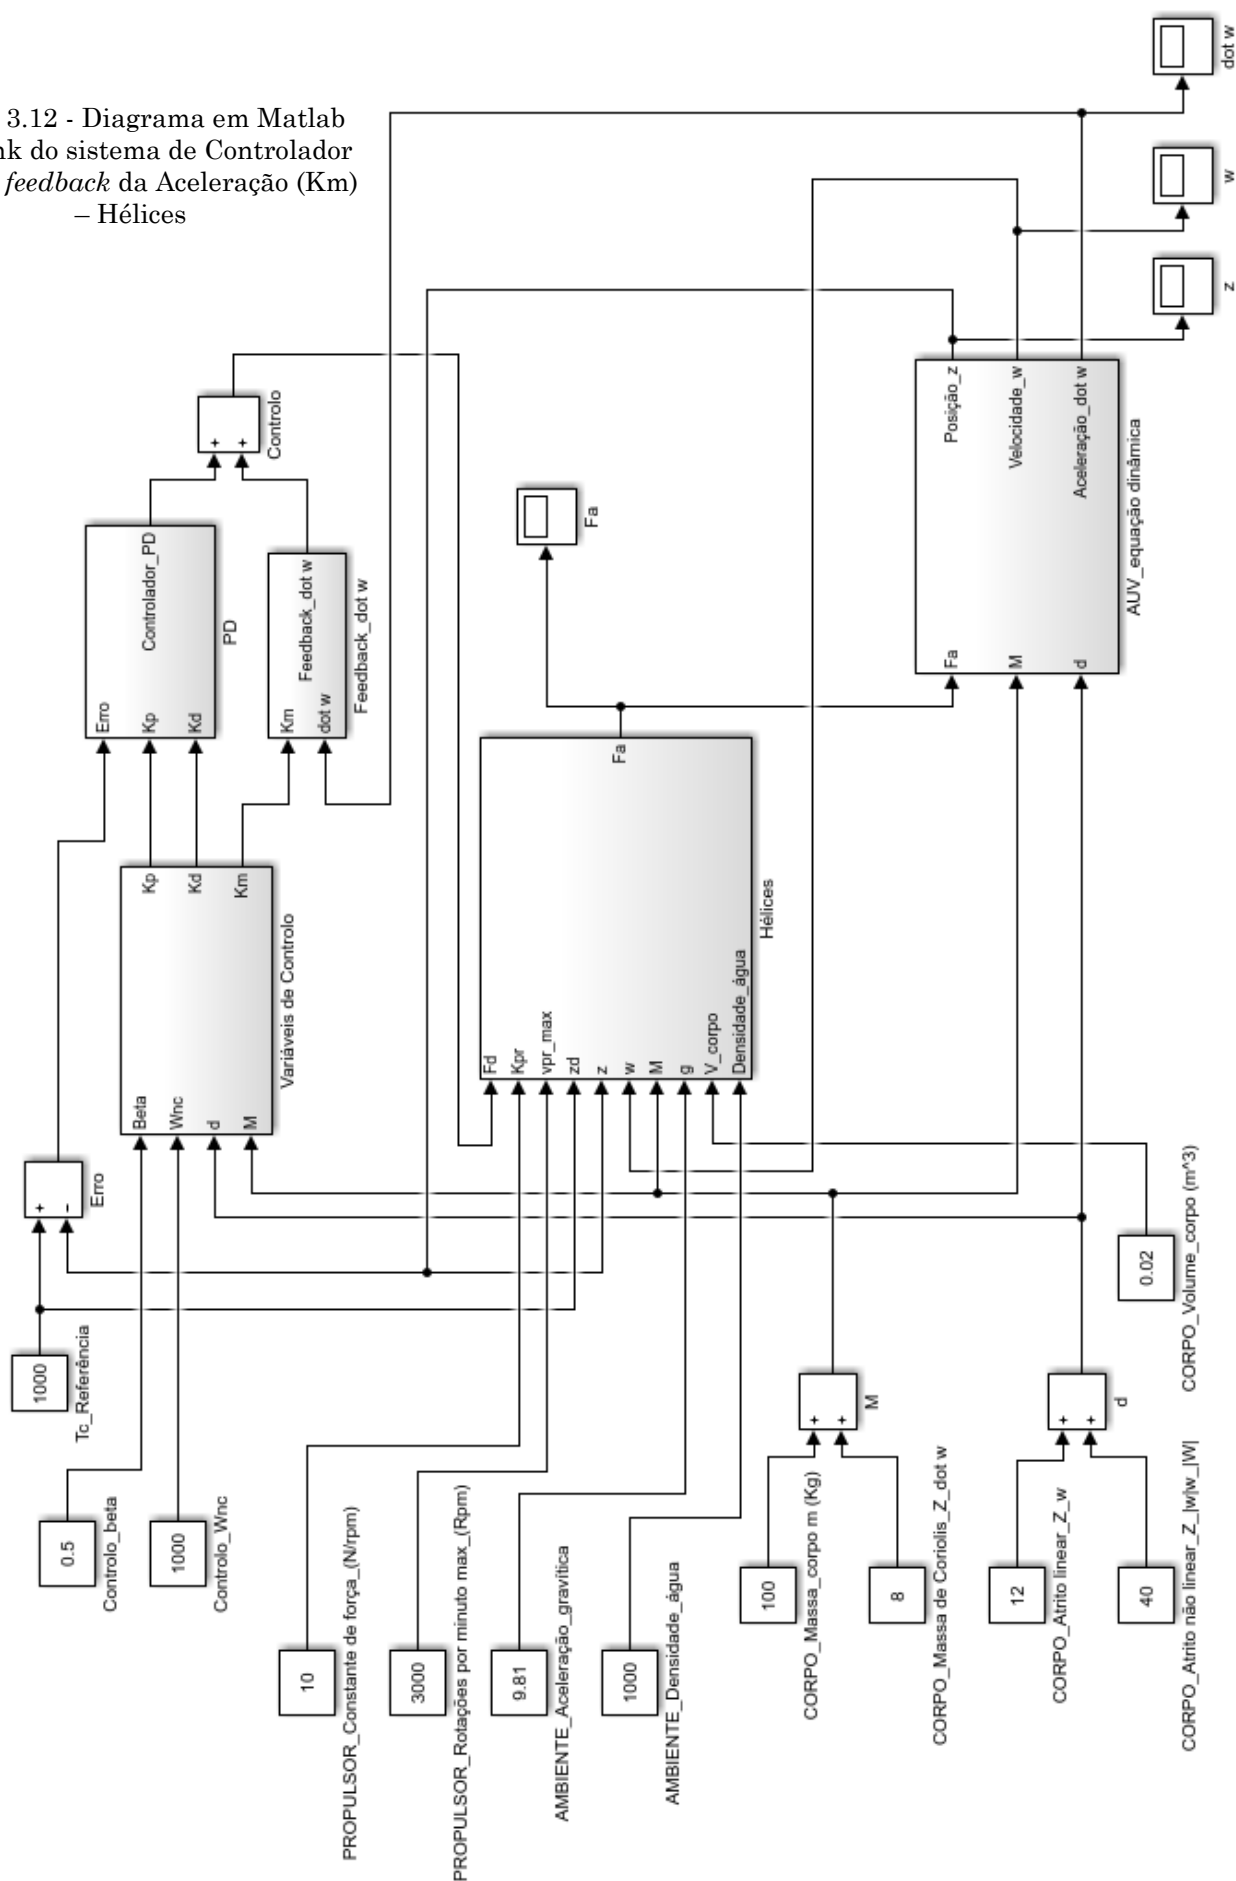 3.12 - Diagrama em Matlab
nk do sistema de Controlador
feedback da Aceleração (Km)
– Hélices
1000
Tc_Referência
0.5
Controlo_beta
1000
Controlo_Wnc
10
PROPULSOR_Constante de força_(N/rpm)
3000
PROPULSOR_Rotações por minuto max_(Rpm)
9.81
AMBIENTE_Aceleração_gravítica
1000
AMBIENTE_Densidade_água
100
CORPO_Massa_corpo m (Kg)
8
CORPO_Massa de Coriolis_Z_dot w
12
CORPO_Atrito linear_Z_w
40
CORPO_Atrito não linear_Z_|w|w_|W|
+
+
M
+
+
d
0.02
CORPO_Volume_corpo (m^3)
+
−
Erro
Beta
Wnc
d
M
Kp
Kd
Km
Variáveis de Controlo
Erro
Kp
Kd
Controlador_PD
PD
Km
dot w
Feedback_dot w
Feedback_dot w
+
+
Controlo
Fd
Kpr
vpr_max
zd
z
w
M
g
V_corpo
Densidade_água
Fa
Hélices
Fa
Fa
M
d
Posição_z
Velocidade_w
Aceleração_dot w
AUV_equação dinâmica
z
w
dot w